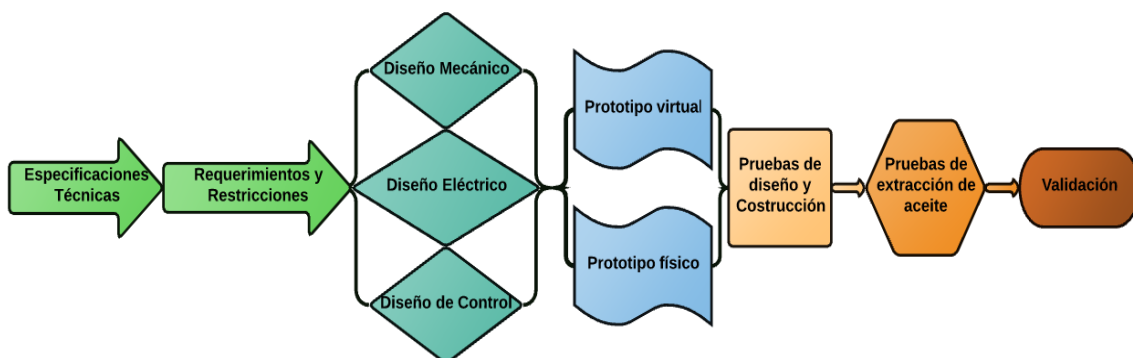 Especificaciones
Técnicas
Requerimientos y
Restricciones
Diseño Mecánico
Diseño Eléctrico
Diseño de Control
Prototipo virtual
Prototipo físico
Pruebas de
diseño y
Costrucción
Pruebas de
extracción de
aceite
Validación